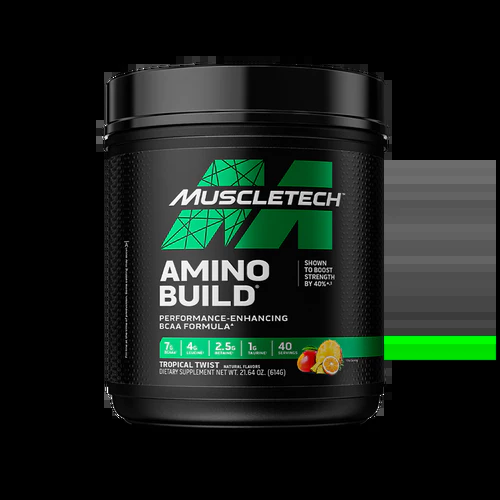 MUSCLETECH™
AMINO
BUILD®
SHOWN
TO BOOST
STRENGTH
BY 40%
PERFORMANCE-ENHANCING
BCAA FORMULA^
7G 4G 2.5G 1G 40
LEUCINE BETAINE TAURINE SERVINGS
TROPICAL TWIST NATURAL FLAVORS
DIETARY SUPPLEMENT NET WT. 21.64 OZ. (614G)